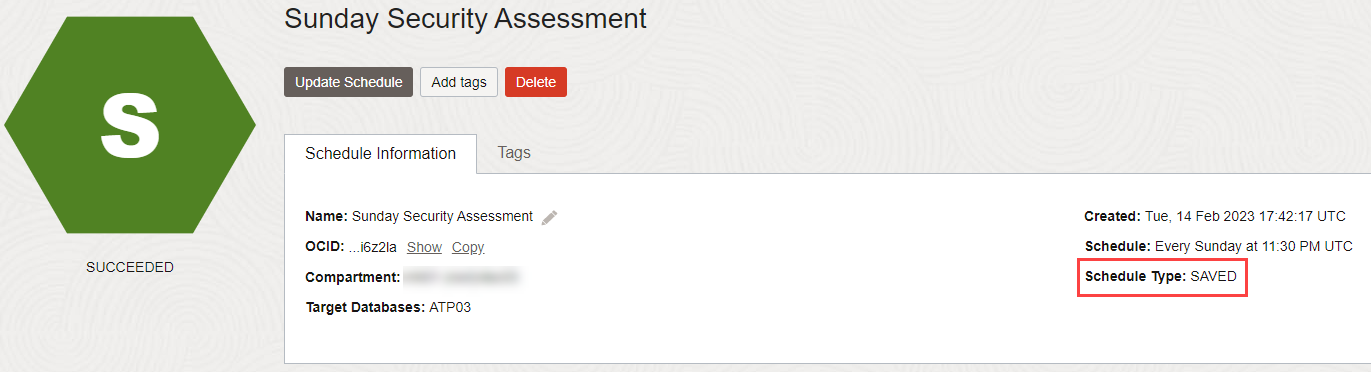 Sunday Security Assessment
Update Schedule
Add tags
Delete
S
SUCCEEDED
Schedule Information
Tags
Name: Sunday Security Assessment
OCID: ...i6z2la Show Copy
Compartment:
Target Databases: ATP03
Created: Tue, 14 Feb 2023 17:42:17 UTC
Schedule: Every Sunday at 11:30 PM UTC
Schedule Type: SAVED